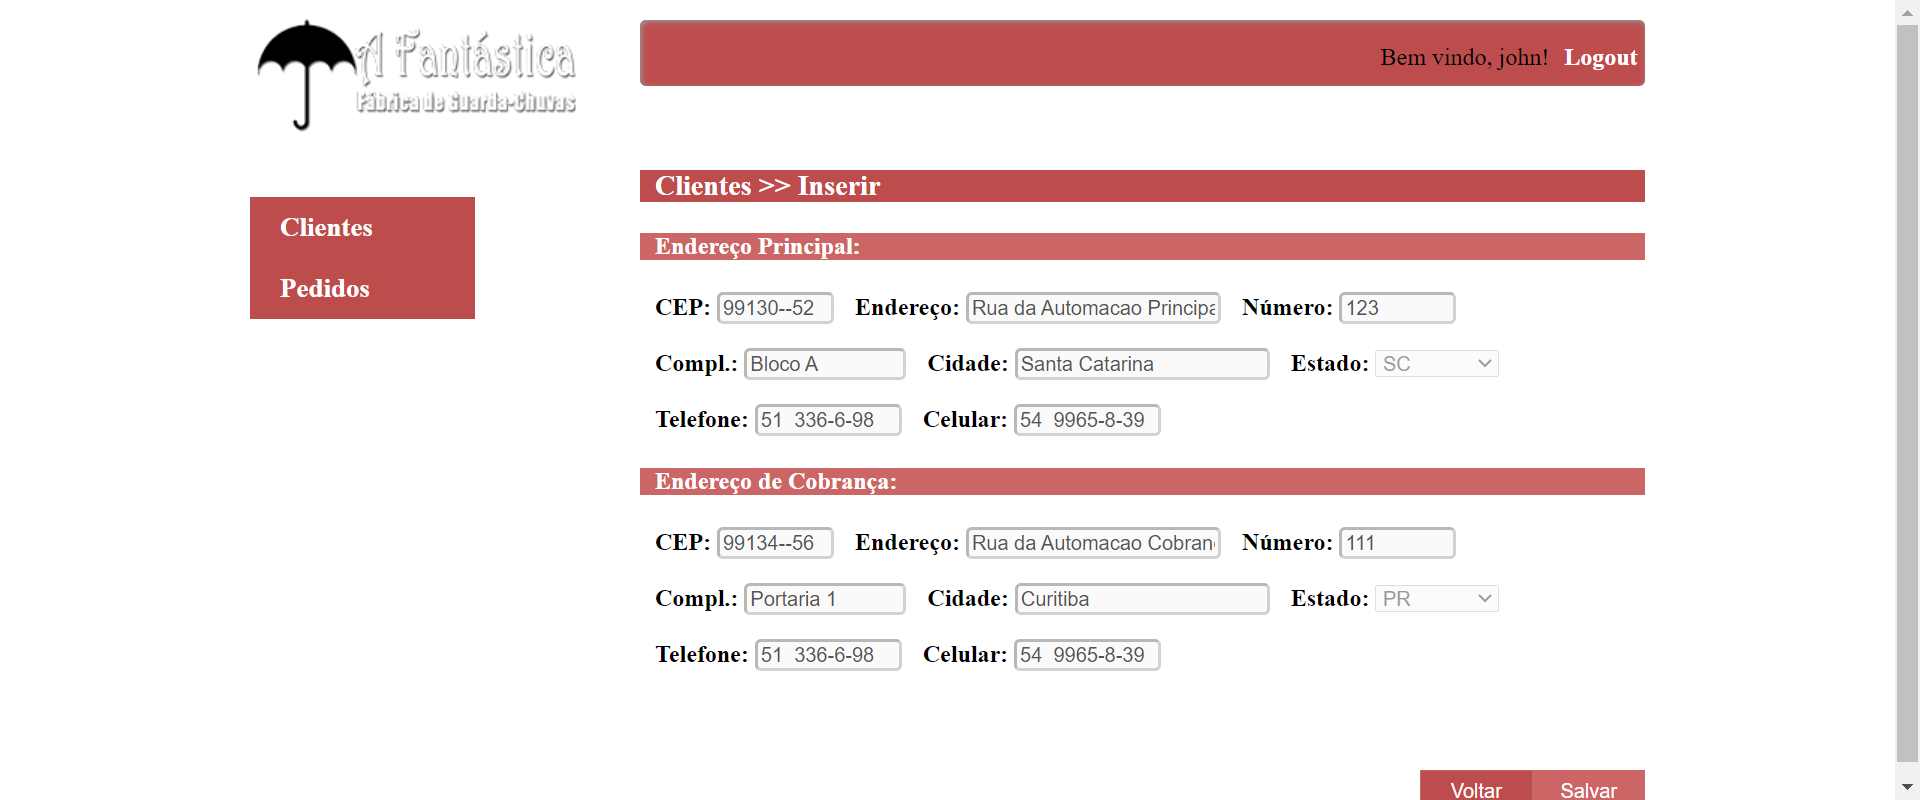 A Fantástica
Fábrica de Guarda-Chuvas
Bem vindo, john! Logout
Clientes
Pedidos
Clientes >> Inserir
Endereço Principal:
CEP: 99130--52 Endereço: Rua da Automacao Principa Número: 123
Compl.: Bloco A Cidade: Santa Catarina Estado: SC
Telefone: 51 336-6-98 Celular: 54 9965-8-39
Endereço de Cobrança:
CEP: 99134--56 Endereço: Rua da Automacao Cobran Número: 111
Compl.: Portaria 1 Cidade: Curitiba Estado: PR
Telefone: 51 336-6-98 Celular: 54 9965-8-39
Voltar Salvar